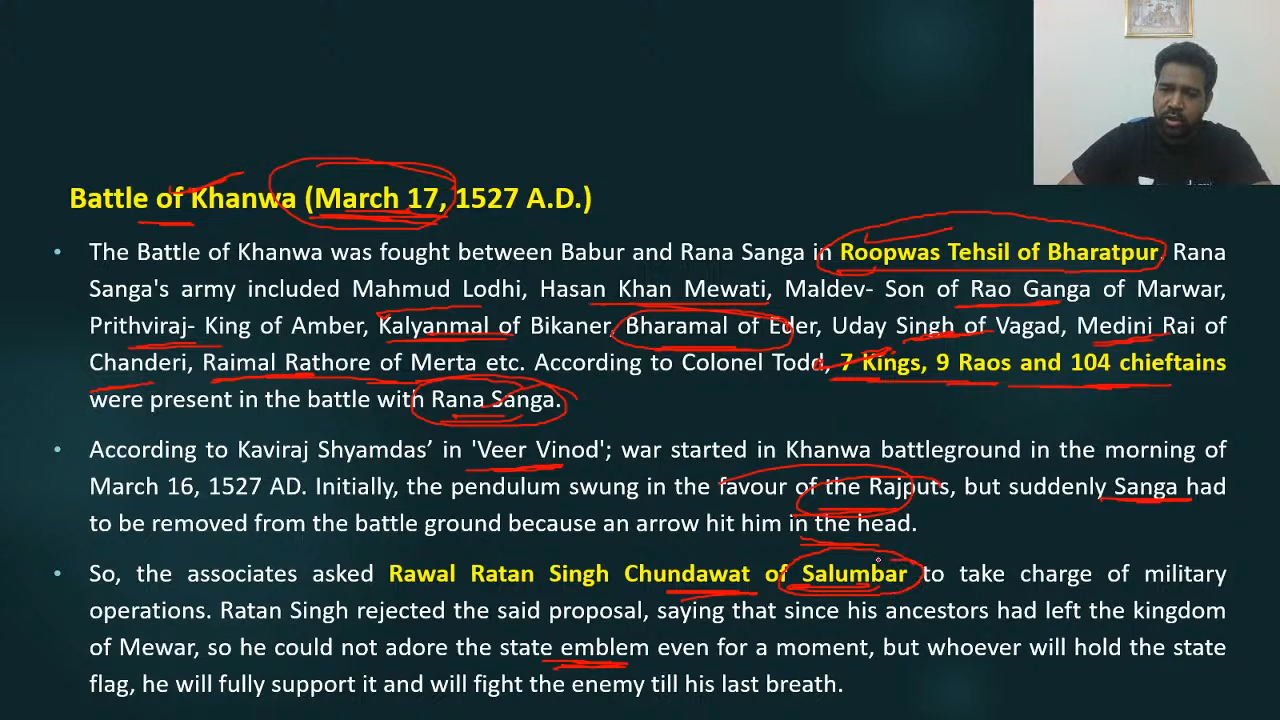 Battle of Khanwa (March 17, 1527 A.D.)
• The Battle of Khanwa was fought between Babur and Rana Sanga in Roopwas Tehsil of Bharatpur. Rana
Sanga's army included Mahmud Lodhi, Hasan Khan Mewati, Maldev- Son of Rao Ganga of Marwar,
Prithviraj- King of Amber, Kalyanmal of Bikaner, Bharamal of Eder, Uday Singh of Vagad, Medini Rai of
Chanderi, Raimal Rathore of Merta etc. According to Colonel Todd, 7 Kings, 9 Raos and 104 chieftains
were present in the battle with Rana Sanga.
• According to Kaviraj Shyamdas’ in 'Veer Vinod'; war started in Khanwa battleground in the morning of
March 16, 1527 AD. Initially, the pendulum swung in the favour of the Rajputs, but suddenly Sanga had
to be removed from the battle ground because an arrow hit him in the head.
• So, the associates asked Rawal Ratan Singh Chundawat of Salumbar to take charge of military
operations. Ratan Singh rejected the said proposal, saying that since his ancestors had left the kingdom
of Mewar, so he could not adore the state emblem even for a moment, but whoever will hold the state
flag, he will fully support it and will fight the enemy till his last breath.